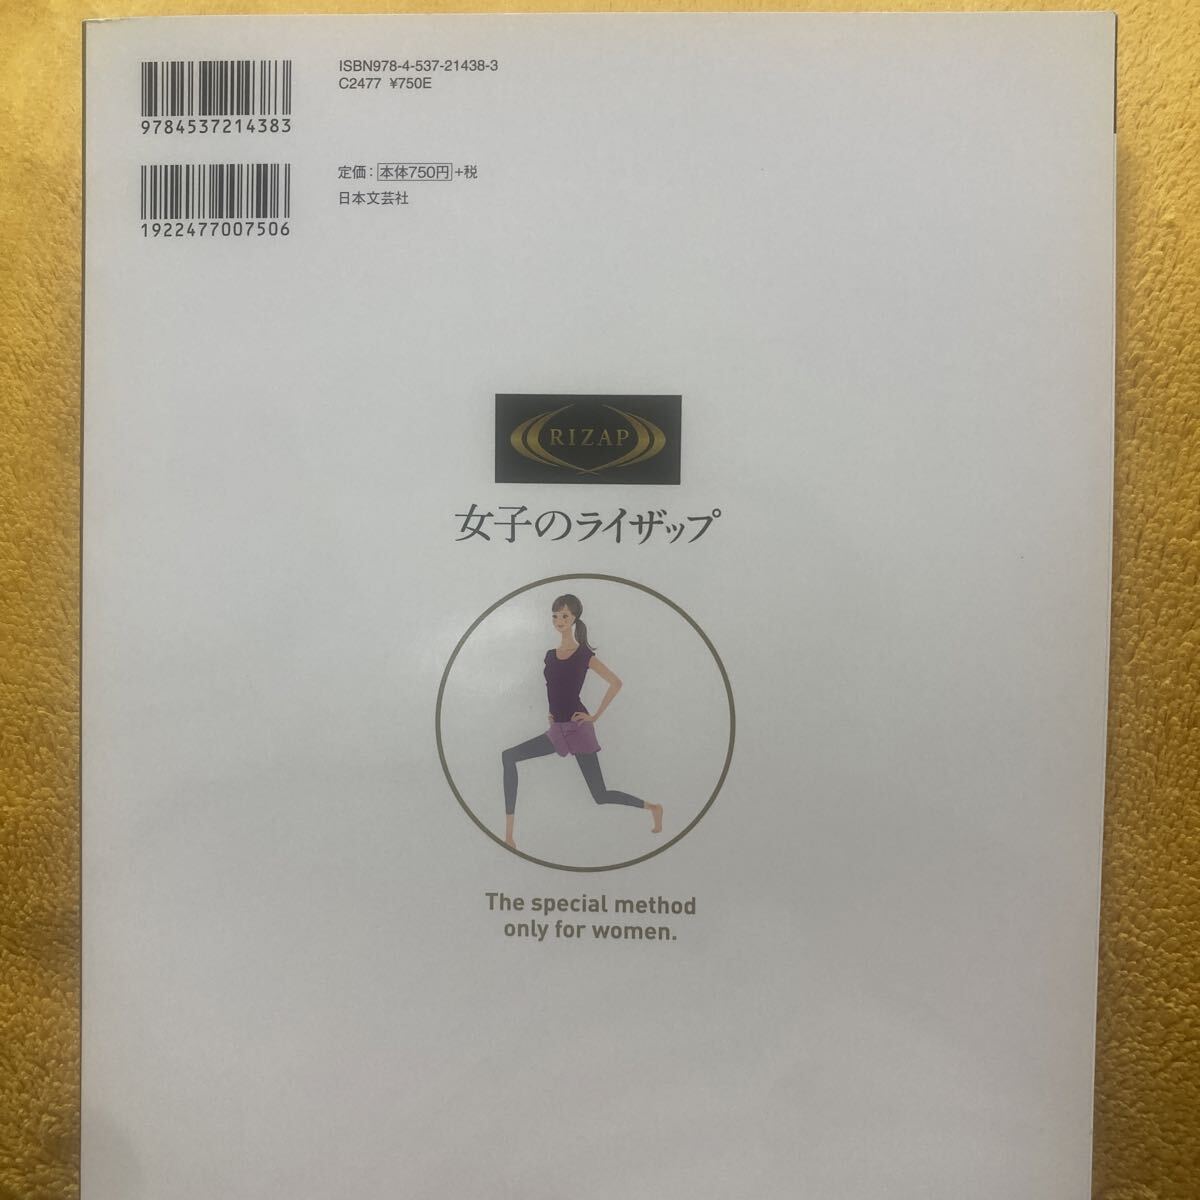 ISBN978-4-537-21438-3
C2477 ¥750E
9784537214383
定価:本体750円+税
日本文芸社
1922477007506
RIZAP
女子のライザップ
The special method
only for women.